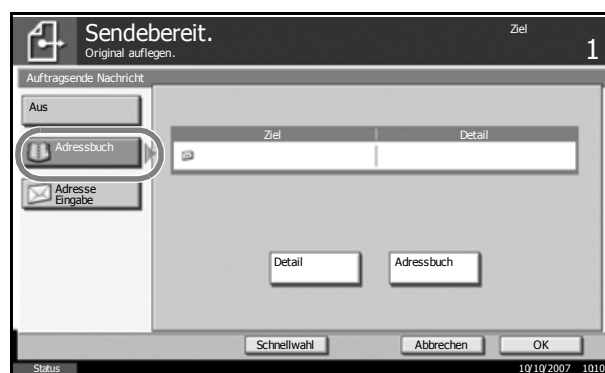 Sendebereit.
Original auflegen.
Ziel
1
Auftragsende Nachricht
Aus
Adressbuch
Adresse
Eingabe
Ziel Detail
Detail
Adressbuch
Schnellwahl
Abbrechen
OK
Status
10/10/2007 1010